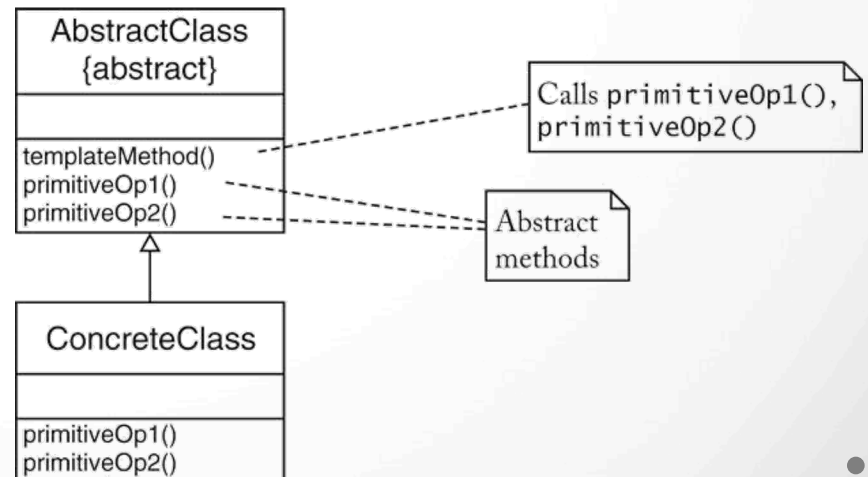 AbstractClass
{abstract}
templateMethod()
primitiveOp1()
primitiveOp2()
Calls primitiveOp1(),
primitiveOp2()
Abstract
methods
ConcreteClass
primitiveOp1()
primitiveOp2()